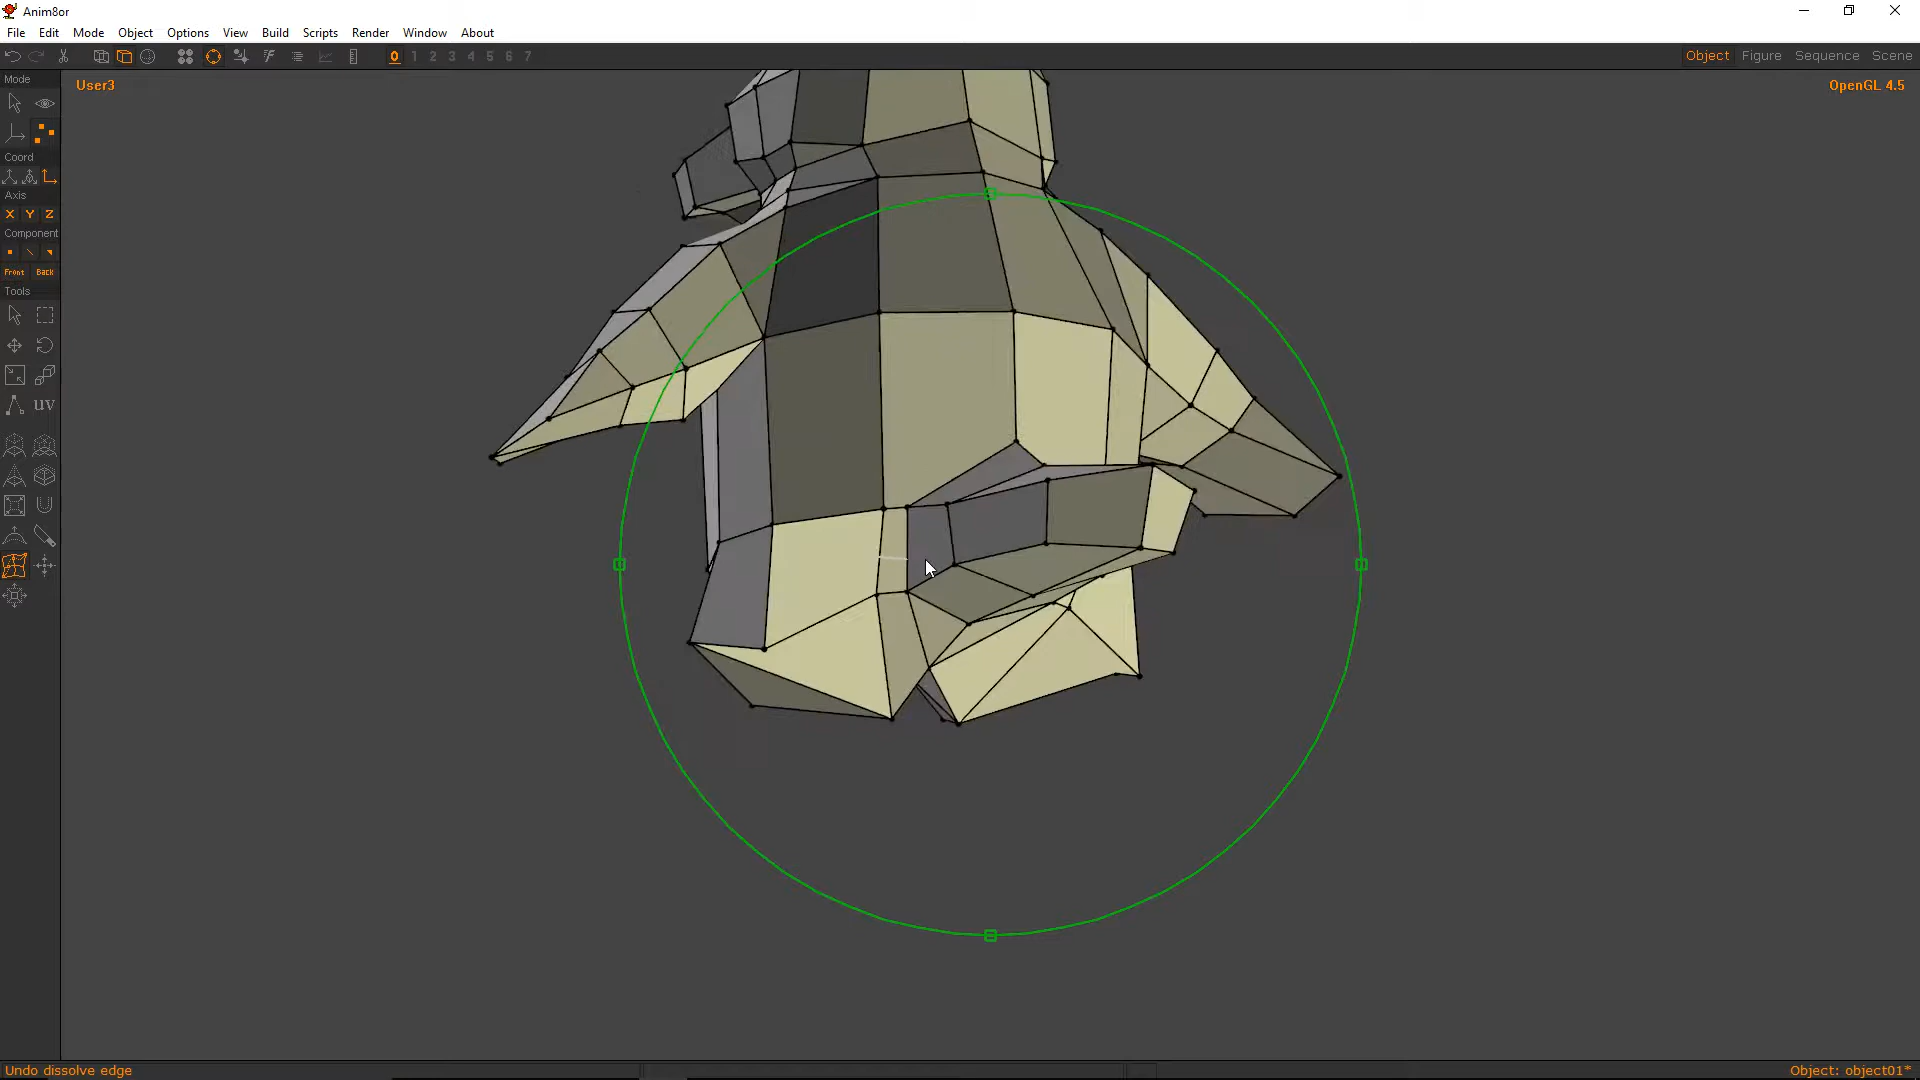 Anim8or
File Edit Mode Object Options View Build Scripts Render Window About
0 1 2 3 4 5 6 7
Object Figure Sequence Scene
Mode
User3
OpenGL 4.5
Coord
Axis
X Y Z
Component
Front Back
Tools
UV
Undo dissolve edge
Object: object01*